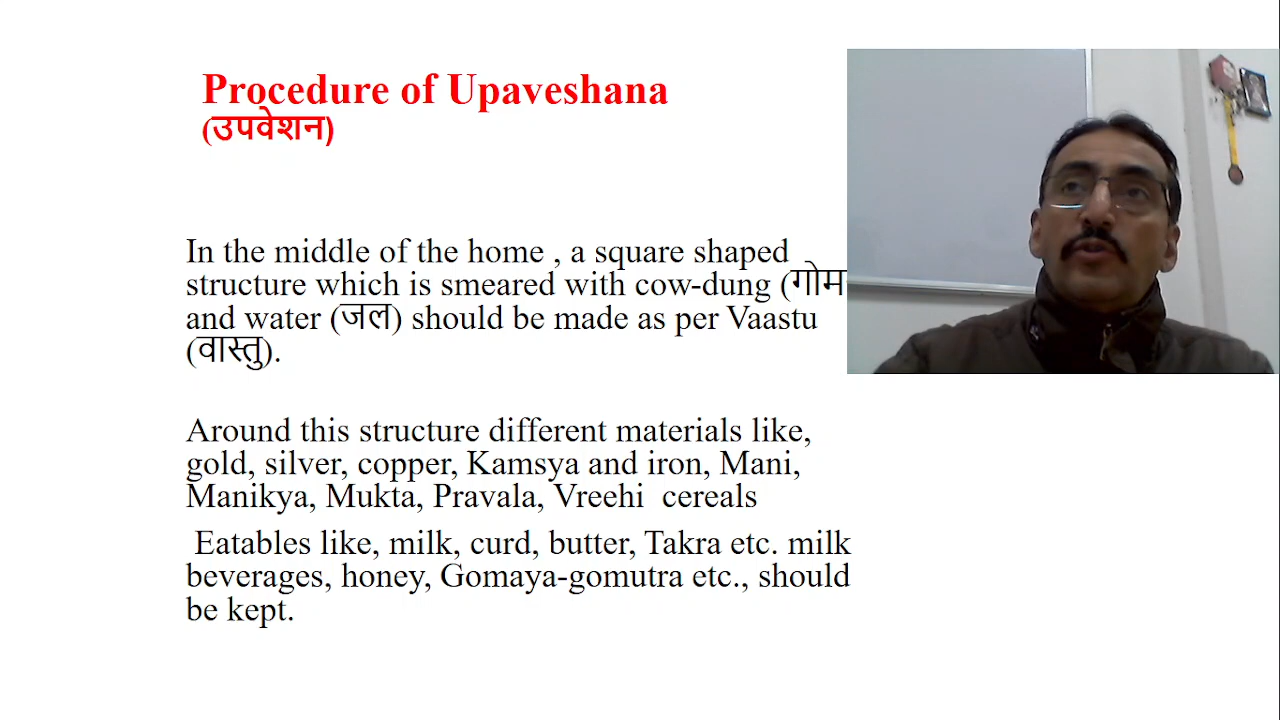 Procedure of Upaveshana
(उपवेशन)
In the middle of the home , a square shaped
structure which is smeared with cow-dung (गोम
and water (जल) should be made as per Vaastu
(वास्तु).
Around this structure different materials like,
gold, silver, copper, Kamsya and iron, Mani,
Manikya, Mukta, Pravala, Vreehi cereals
Eatables like, milk, curd, butter, Takra etc. milk
beverages, honey, Gomaya-gomutra etc., should
be kept.